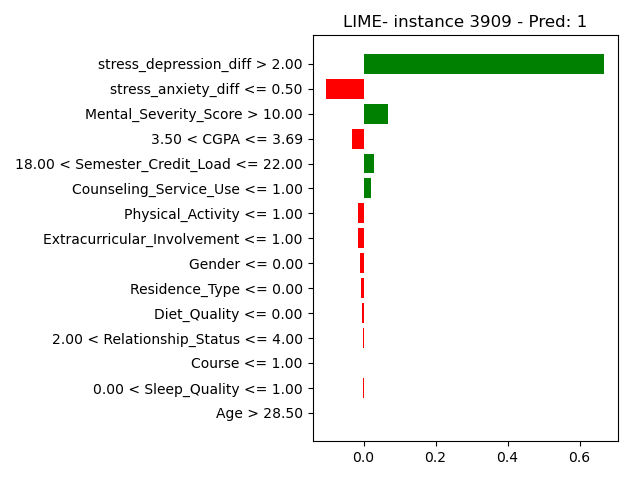 LIME- instance 3909 - Pred: 1
stress_depression_diff > 2.00
stress_anxiety_diff <= 0.50
Mental_Severity_Score > 10.00
3.50 < CGPA <= 3.69
18.00 < Semester_Credit_Load <= 22.00
Counseling_Service_Use <= 1.00
Physical_Activity <= 1.00
Extracurricular_Involvement <= 1.00
Gender <= 0.00
Residence_Type <= 0.00
Diet_Quality <= 0.00
2.00 < Relationship_Status <= 4.00
Course <= 1.00
0.00 < Sleep_Quality <= 1.00
Age > 28.50
0.0 0.2 0.4 0.6